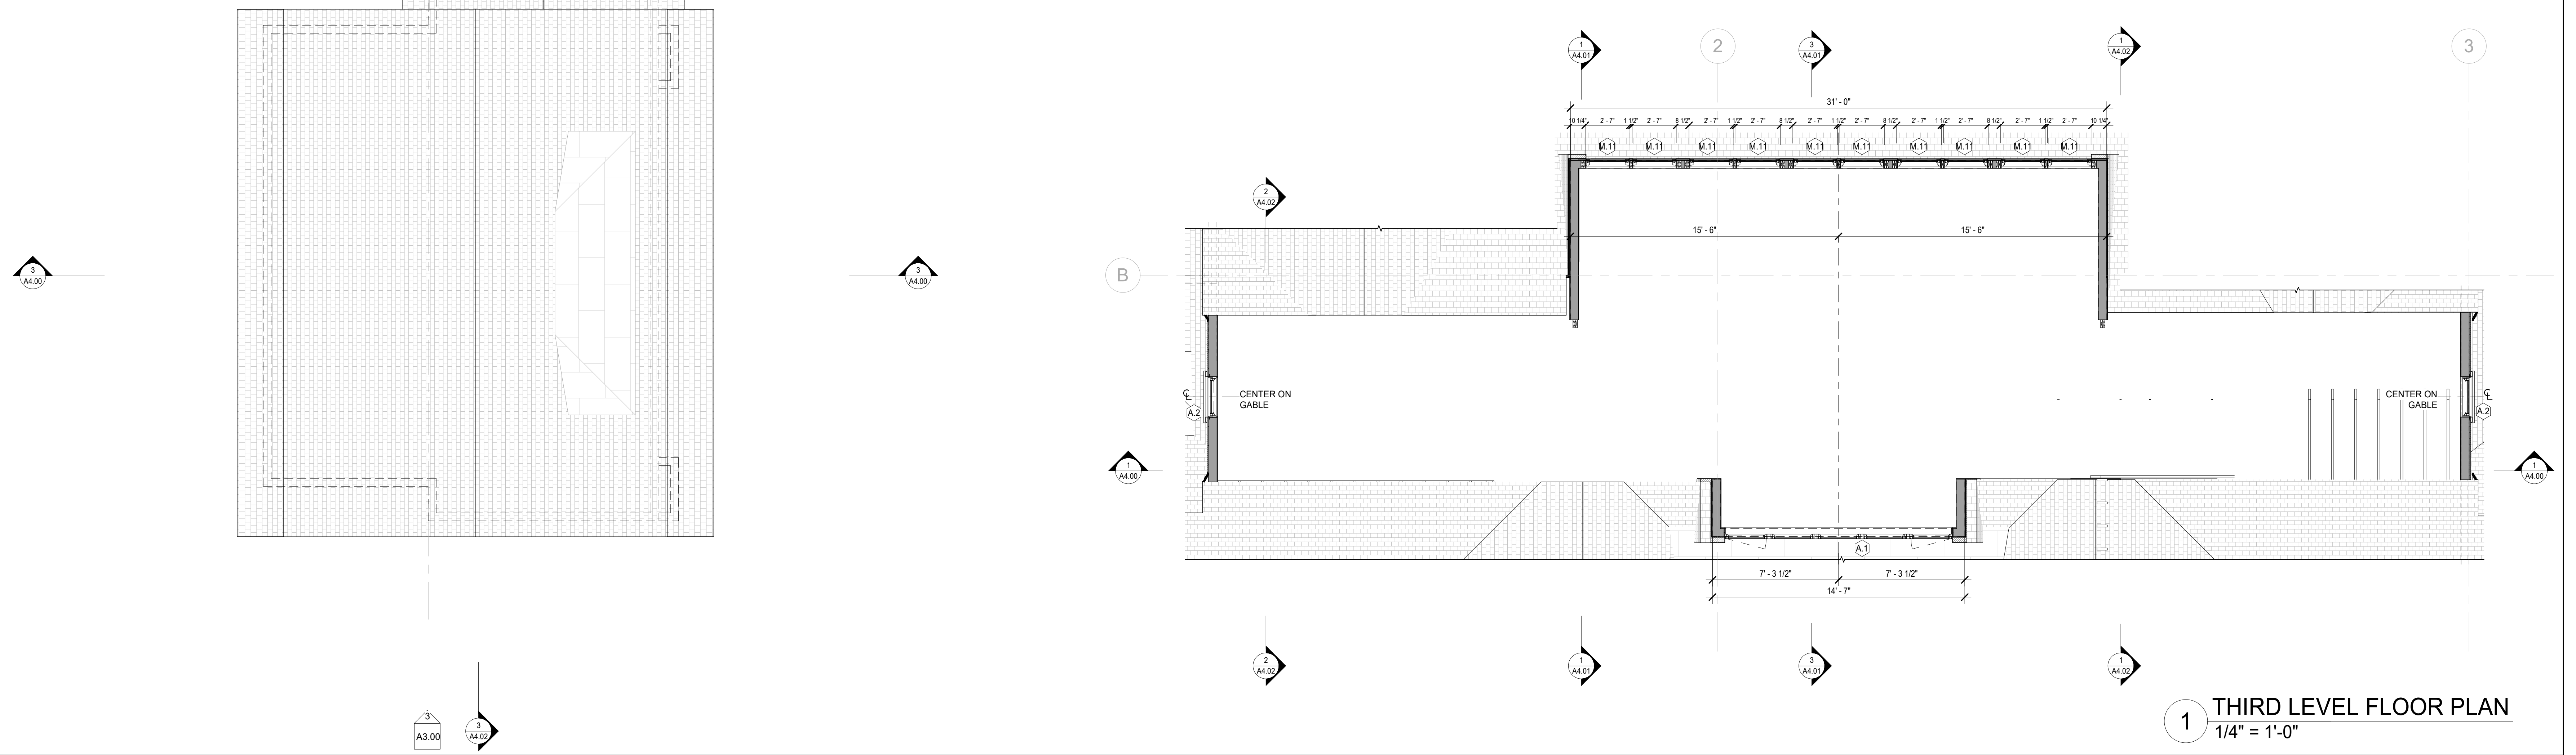 1
A4.01
2
3
A4.01
1
A4.02
3
31' - 0"
10 1/4" 2' - 7" 1 1/2" 2' - 7" 8 1/2" 2' - 7" 1 1/2" 2' - 7" 8 1/2" 2' - 7" 1 1/2" 2' - 7" 8 1/2" 2' - 7" 1 1/2" 2' - 7" 8 1/2" 2' - 7" 1 1/2" 2' - 7" 10 1/4"
M.11 M.11 M.11 M.11 M.11 M.11 M.11 M.11 M.11 M.11
2
A4.02
15' - 6" 15' - 6"
3
A4.00
3
A4.00
B
CENTER ON
GABLE
CL
A.2
CENTER ON
GABLE
CL
A.2
1
A4.00
1
A4.00
A.1
7' - 3 1/2" 7' - 3 1/2"
14' - 7"
2
A4.02
1
A4.01
3
A4.01
1
A4.02
3
A3.00
3
A4.02
1 THIRD LEVEL FLOOR PLAN
1/4" = 1'-0"